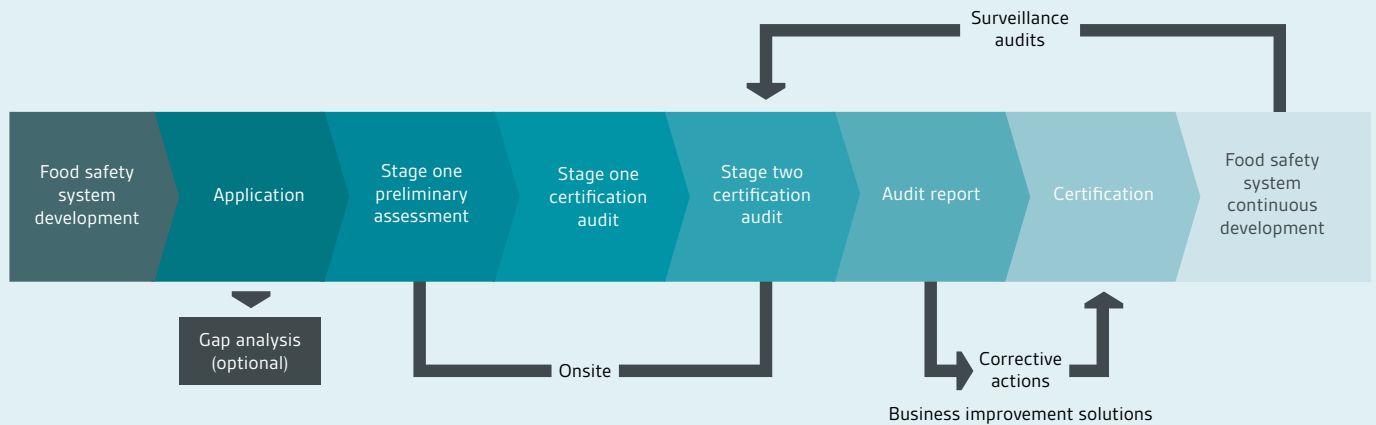 Surveillance
audits
Food safety
system
development
Application
Stage one
preliminary
assessment
Stage one
certification
audit
Stage two
certification
audit
Audit report
Certification
Food safety
system
continuous
development
Gap analysis
(optional)
Onsite
Corrective
actions
Business improvement solutions